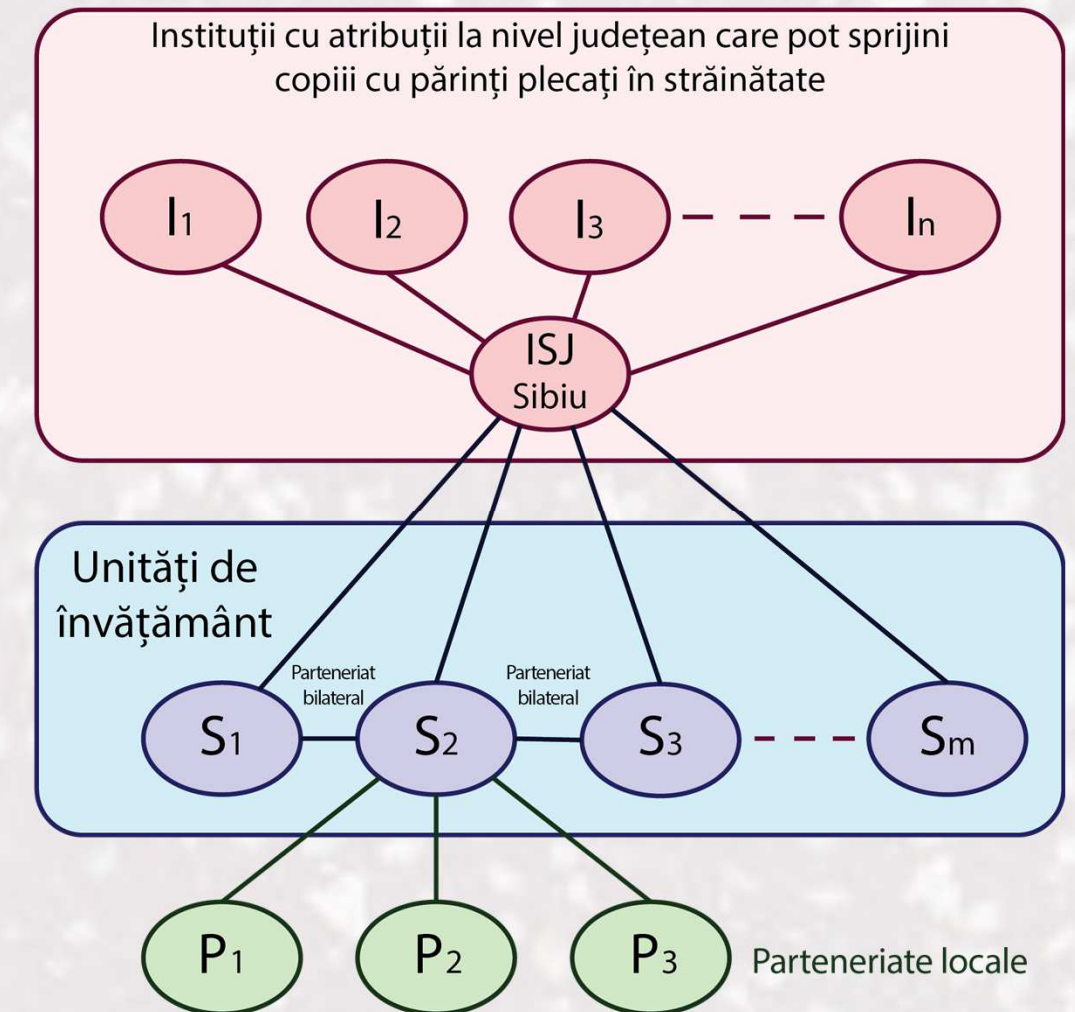 Instituții cu atribuții la nivel județean care pot sprijini
copiii cu părinți plecați în străinătate
I1 I2 I3 In
ISJ
Sibiu
Unități de
învățământ
Parteneriat
bilateral
Parteneriat
bilateral
S1 S2 S3 Sm
P1 P2 P3 Parteneriate locale